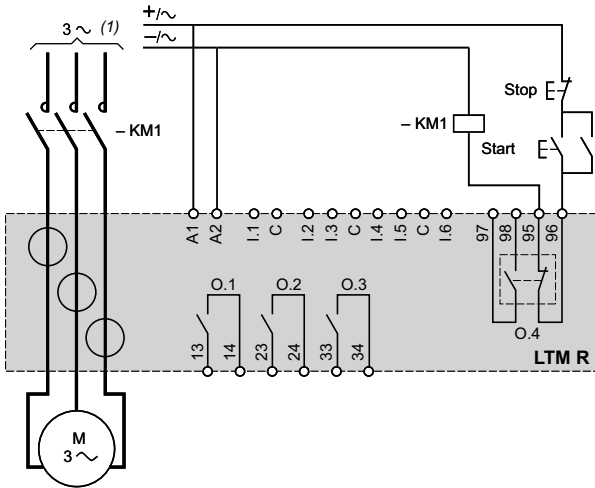 +/~
3 ~ (1)
–/~
Stop
– KM1
– KM1
Start
A1
A2
I.1
C
I.2
I.3
C
I.4
I.5
C
I.6
97
98
95
96
O.1
O.2
O.3
O.4
13
14
23
24
33
34
LTM R
M
3 ~